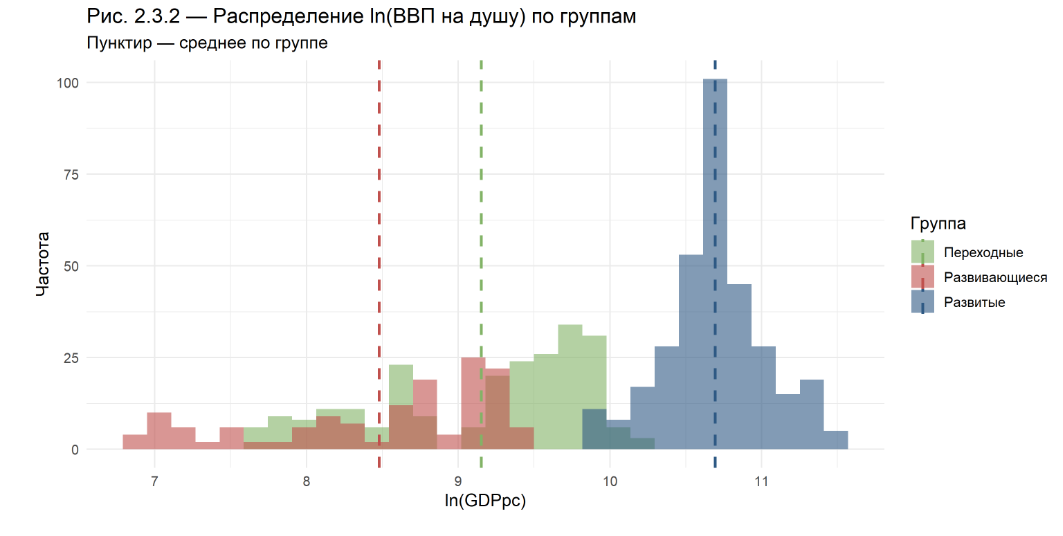 Рис. 2.3.2 — Распределение ln(ВВП на душу) по группам
Пунктир — среднее по группе
100
75
50
25
0
Частота
7
8
9
10
11
ln(GDPpc)
Группа
Переходные
Развивающиеся
Развитые